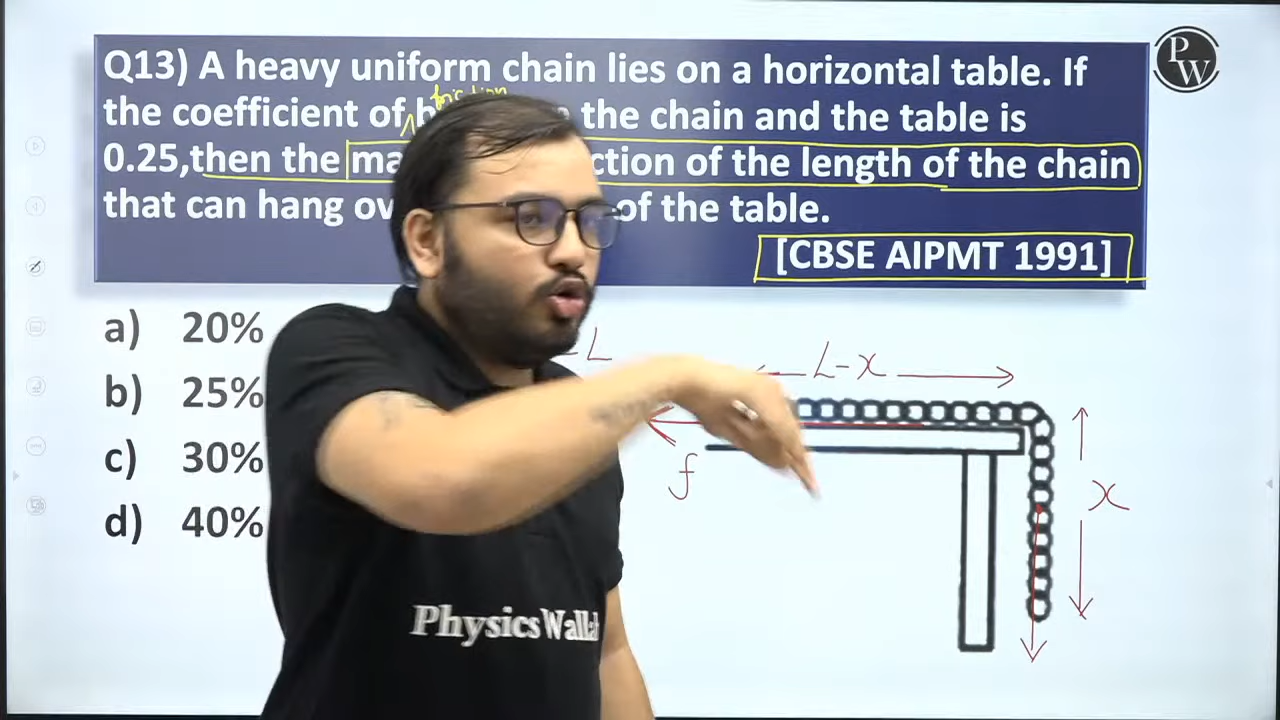 Q13) A heavy uniform chain lies on a horizontal table. If
friction
the coefficient of the chain and the table is
0.25,then the of the length of the chain
that can hang of the table.
[CBSE AIPMT 1991]
PW
a) 20%
b) 25%
c) 30%
d) 40%
L
L-x
f
x
Physics Walla